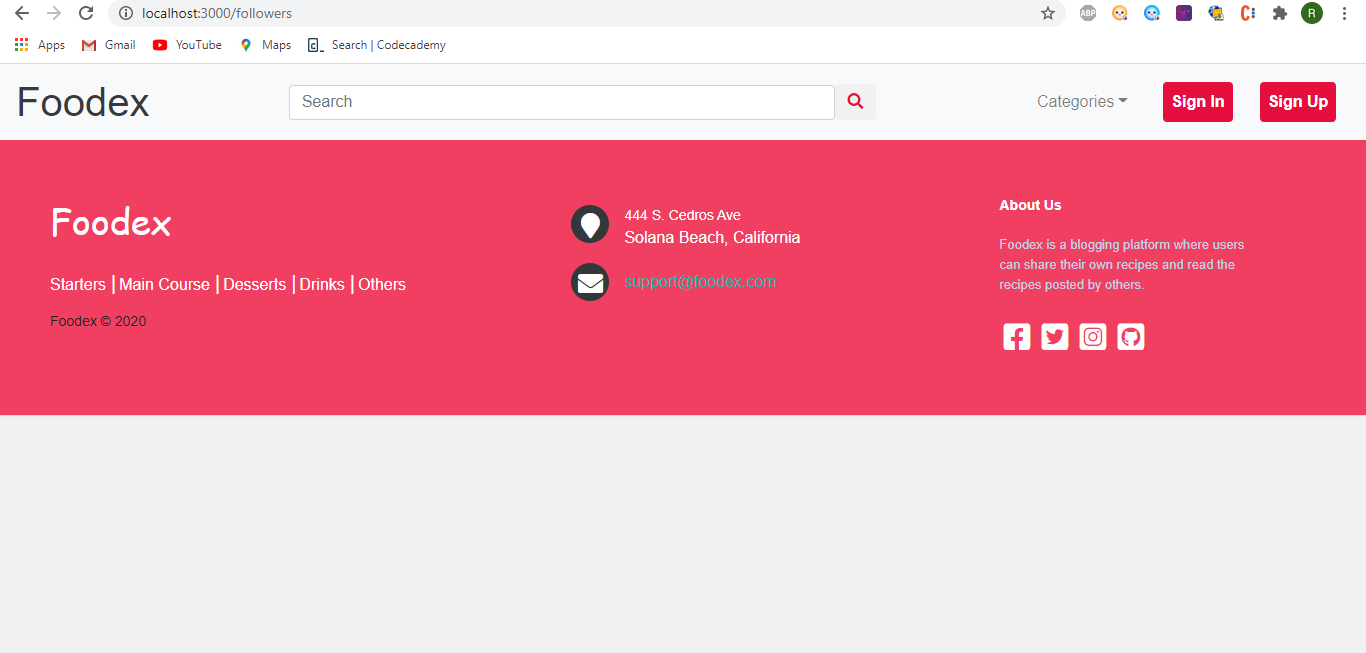 localhost:3000/followers
ABP
C
R
Apps Gmail YouTube Maps C_ Search | Codecademy
Foodex Search Categories Sign In Sign Up
Foodex
Starters | Main Course | Desserts | Drinks | Others
Foodex © 2020
444 S. Cedros Ave
Solana Beach, California
support@foodex.com
About Us
Foodex is a blogging platform where users
can share their own recipes and read the
recipes posted by others.